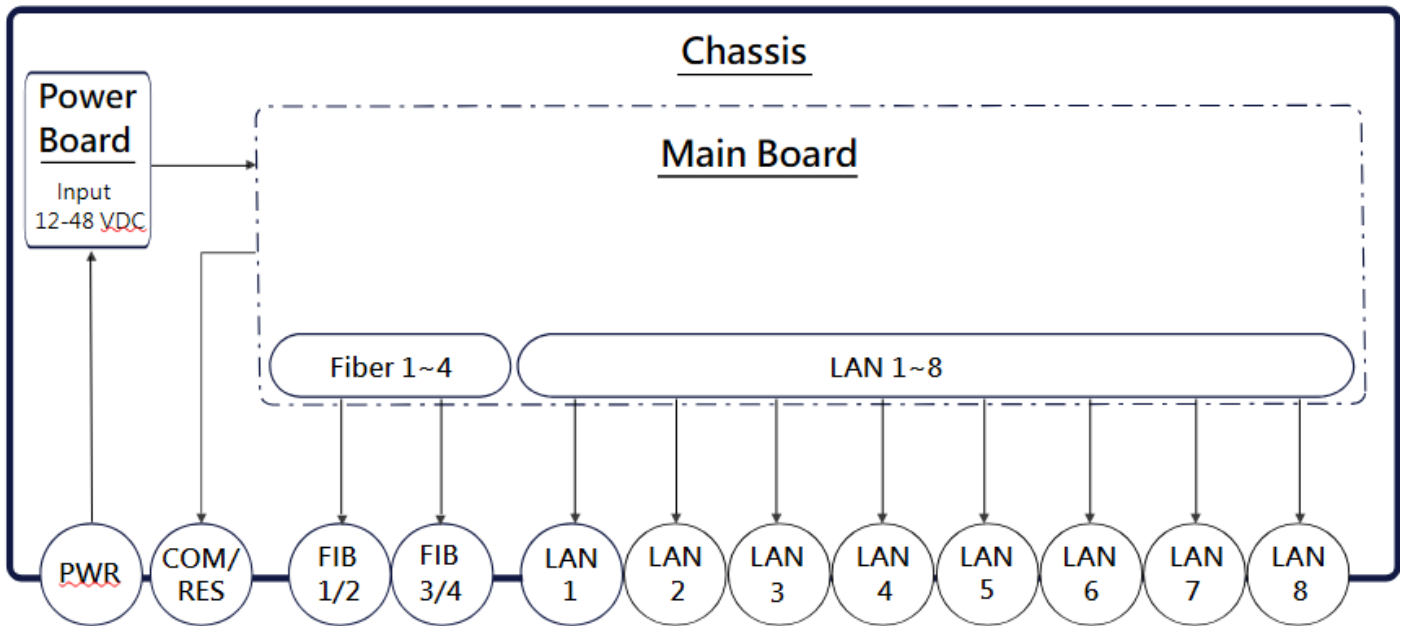 Chassis
Power
Board
Input
12-48 VDC
Main Board
Fiber 1~4
LAN 1~8
PWR
COM/
RES
FIB
1/2
FIB
3/4
LAN
1
LAN
2
LAN
3
LAN
4
LAN
5
LAN
6
LAN
7
LAN
8